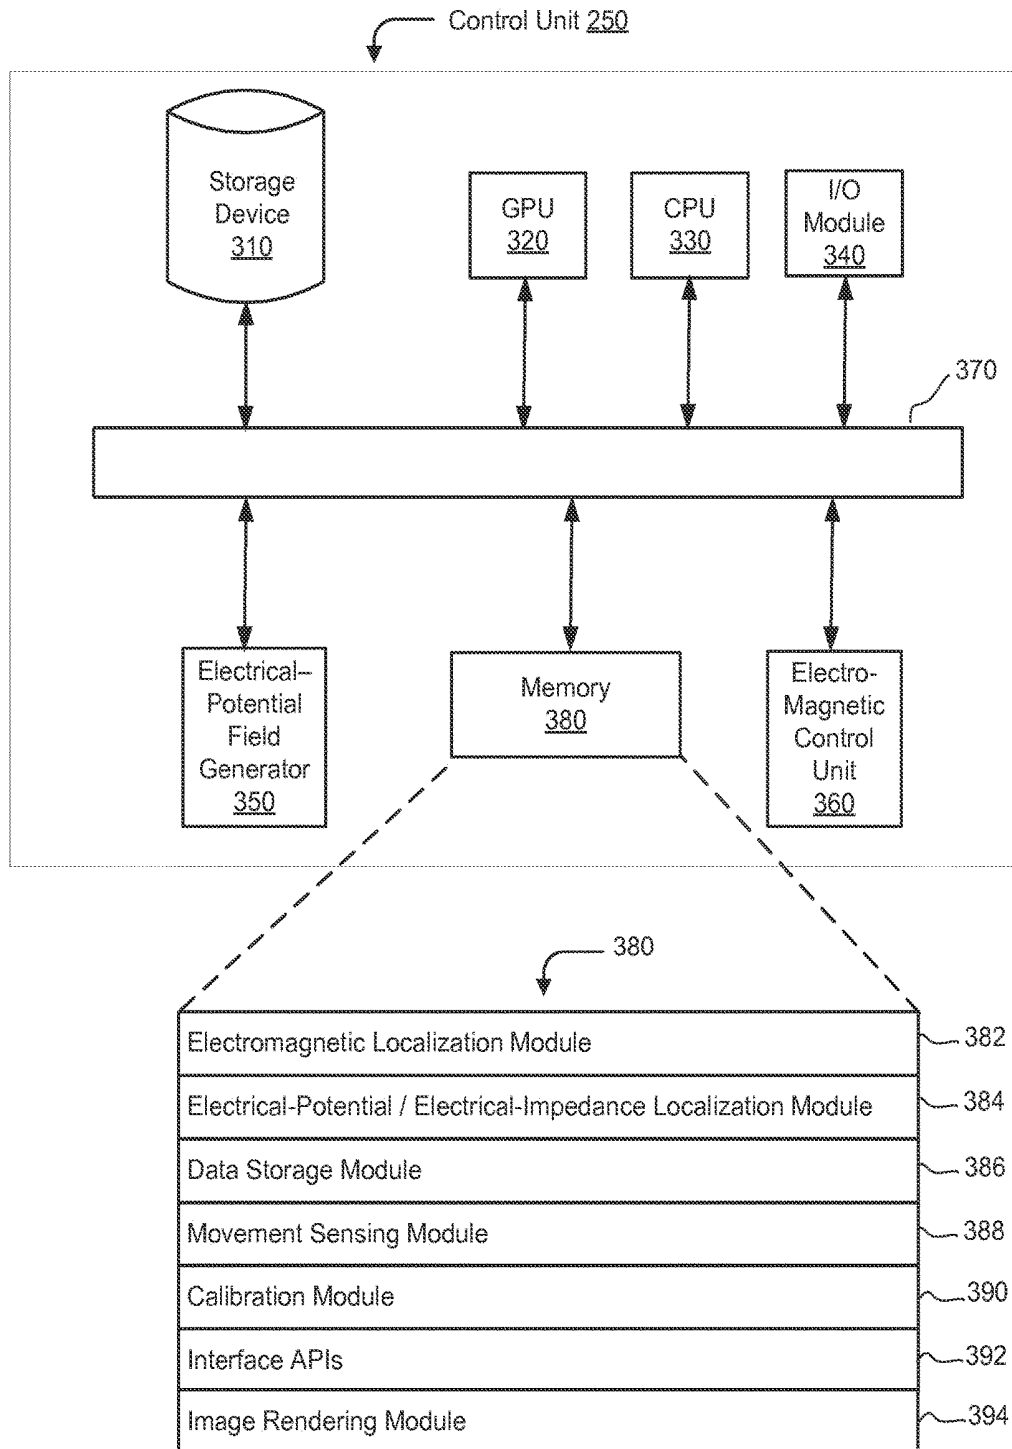 Control Unit 250
Storage
Device
310
GPU
320
CPU
330
I/O
Module
340
370
Electrical–
Potential
Field
Generator
350
Memory
380
Electro-
Magnetic
Control
Unit
360
380
Electromagnetic Localization Module
382
Electrical-Potential / Electrical-Impedance Localization Module
384
Data Storage Module
386
Movement Sensing Module
388
Calibration Module
390
Interface APIs
392
Image Rendering Module
394